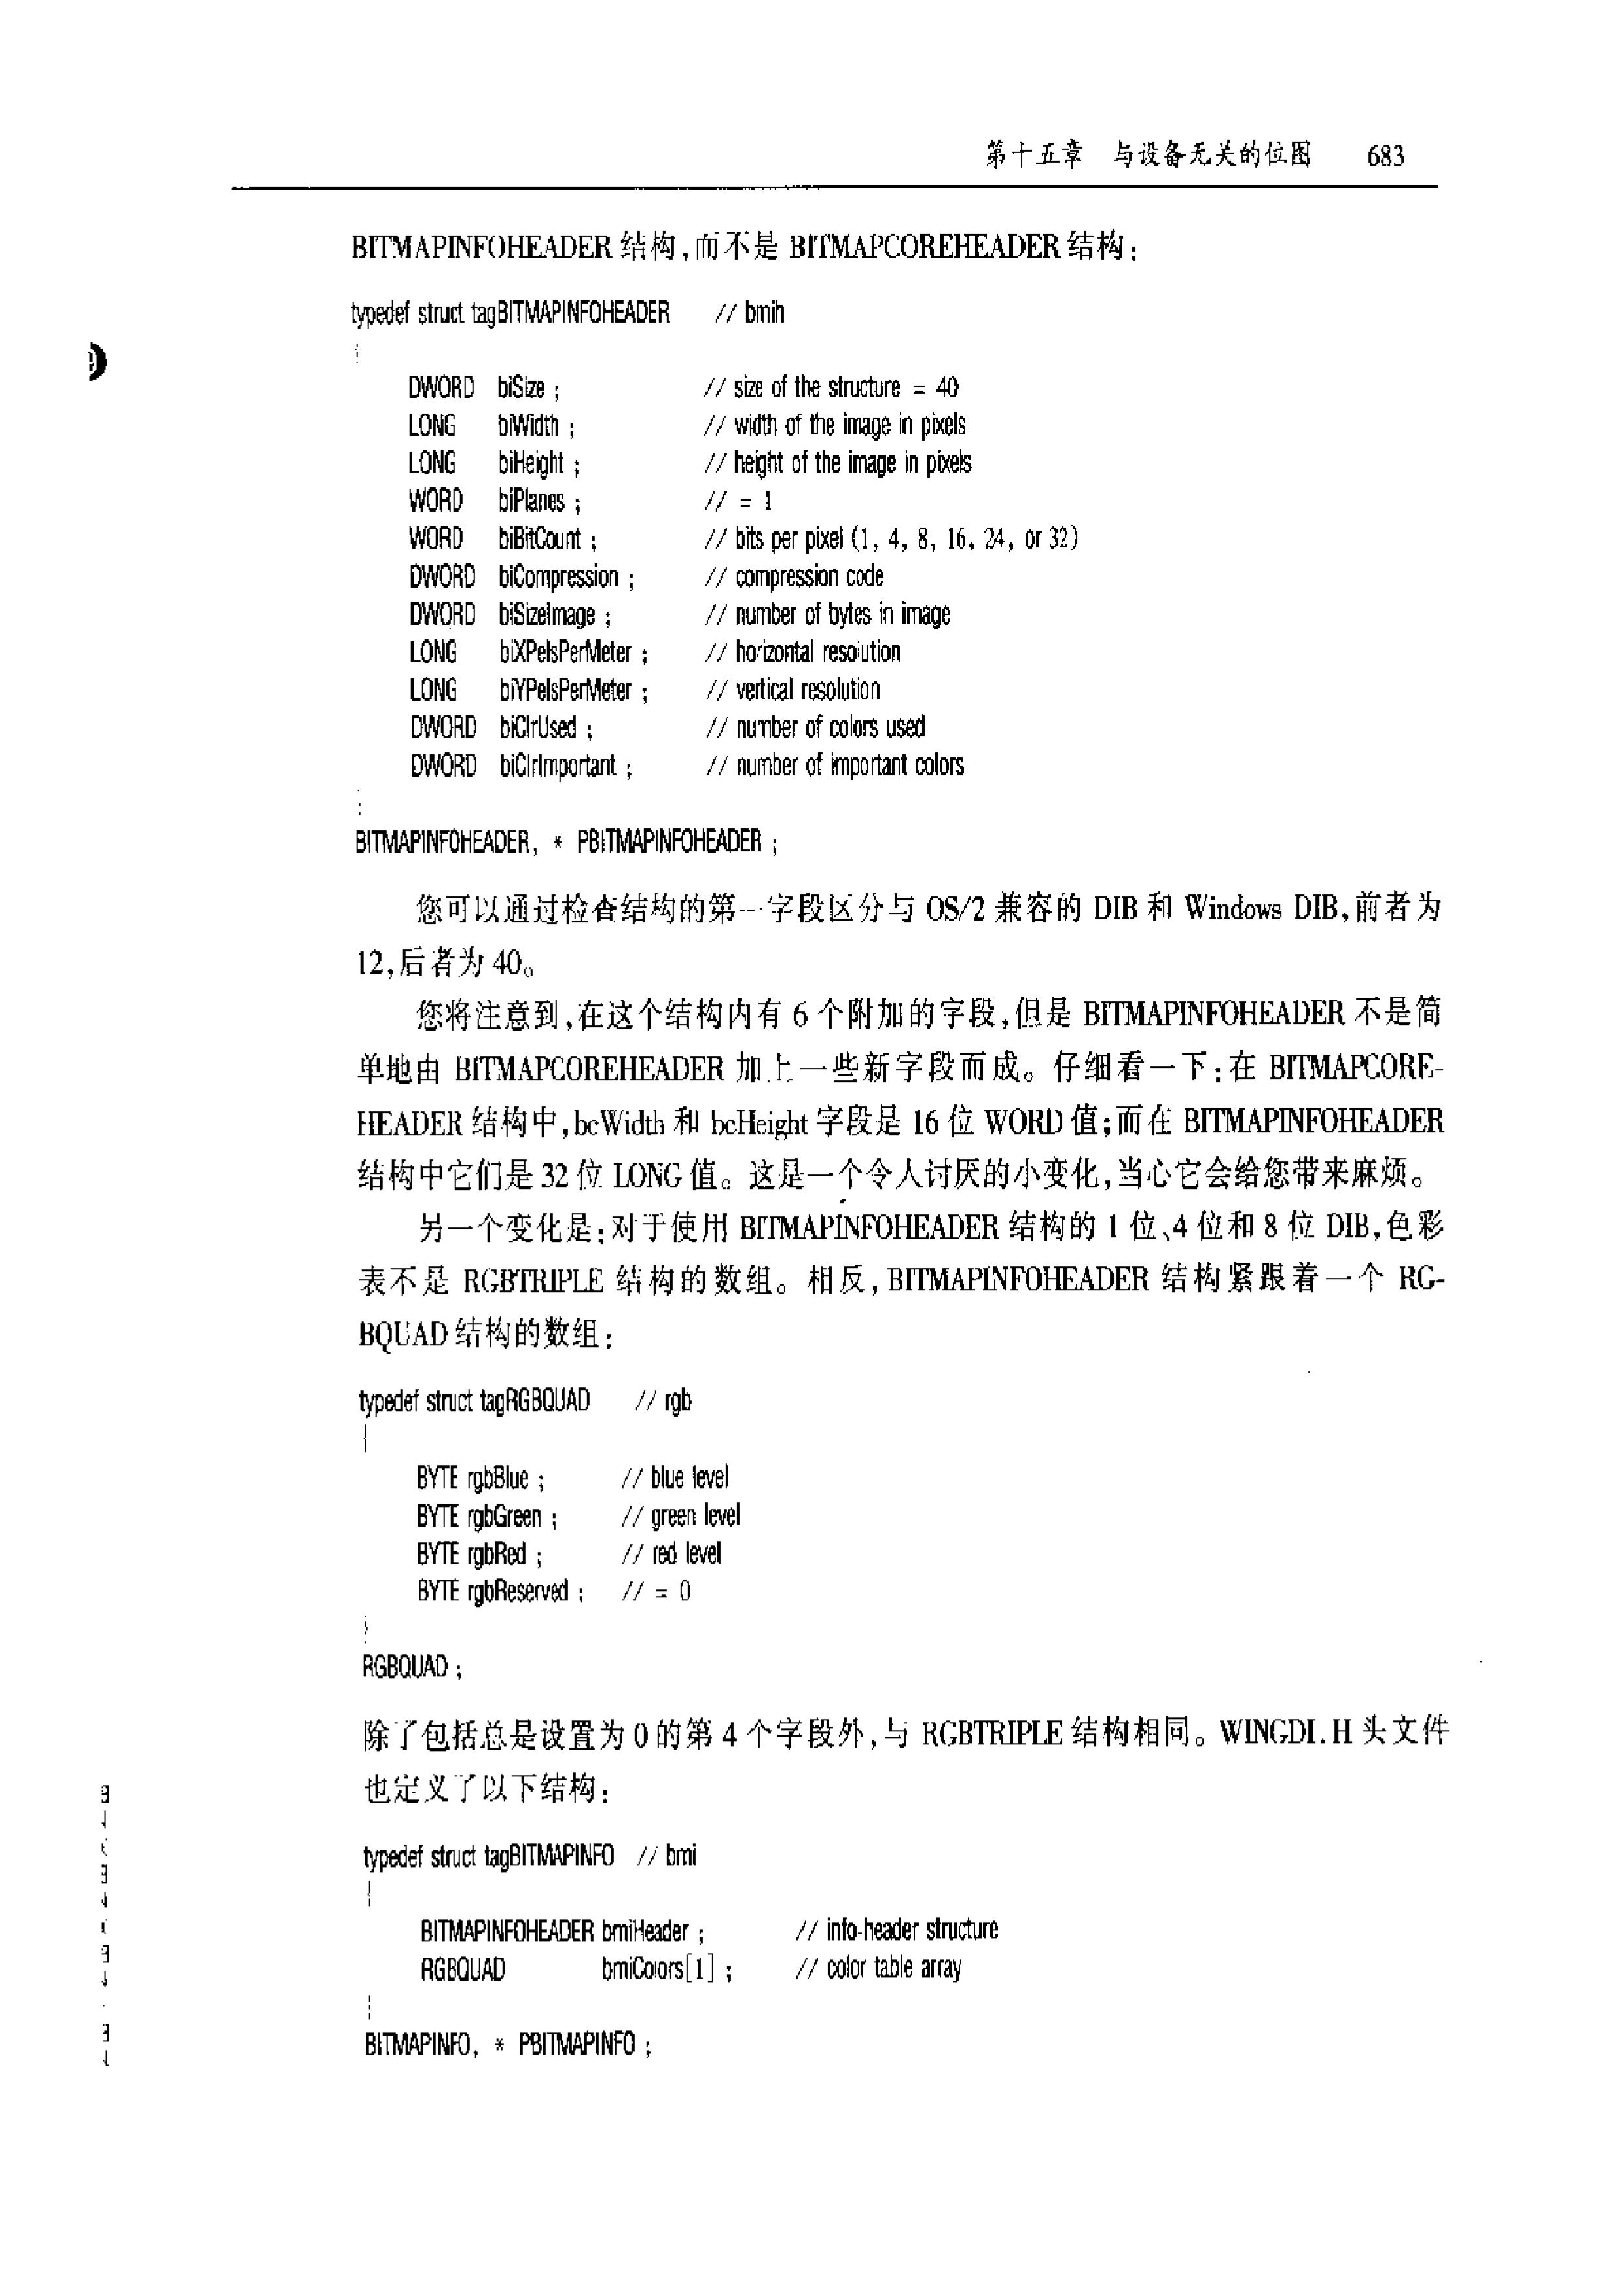 第十五章 与设备无关的位图 683
BITMAPINFOHEADER 结构,而不是 BITMAPCOREHEADER 结构:
typedef struct tagBITMAPINFOHEADER // bmih
{
DWORD biSize ; // size of the structure = 40
LONG biWidth ; // width of the image in pixels
LONG biHeight ; // height of the image in pixels
WORD biPlanes ; // = 1
WORD biBitCount ; // bits per pixel (1, 4, 8, 16, 24, or 32)
DWORD biCompression ; // compression code
DWORD biSizeImage ; // number of bytes in image
LONG biXPelsPerMeter ; // horizontal resolution
LONG biYPelsPerMeter ; // vertical resolution
DWORD biClrUsed ; // number of colors used
DWORD biClrImportant ; // number of important colors
}
BITMAPINFOHEADER, * PBITMAPINFOHEADER ;
您可以通过检查结构的第一字段区分与 OS/2 兼容的 DIB 和 Windows DIB,前者为
12,后者为 40。
您将注意到,在这个结构内有 6 个附加的字段,但是 BITMAPINFOHEADER 不是简
单地由 BITMAPCOREHEADER 加上一些新字段而成。仔细看一下:在 BITMAPCORE-
HEADER 结构中,bcWidth 和 bcHeight 字段是 16 位 WORD 值;而在 BITMAPINFOHEADER
结构中它们是 32 位 LONG 值。这是一个令人讨厌的小变化,当心它会给您带来麻烦。
另一个变化是:对于使用 BITMAPINFOHEADER 结构的 1 位、4 位和 8 位 DIB,色彩
表不是 RGBTRIPLE 结构的数组。相反,BITMAPINFOHEADER 结构紧跟着一个 RG-
BQUAD 结构的数组:
typedef struct tagRGBQUAD // rgb
{
BYTE rgbBlue ; // blue level
BYTE rgbGreen ; // green level
BYTE rgbRed ; // red level
BYTE rgbReserved ; // = 0
}
RGBQUAD ;
除了包括总是设置为 0 的第 4 个字段外,与 RGBTRIPLE 结构相同。WINGDI.H 头文件
也定义了以下结构:
typedef struct tagBITMAPINFO // bmi
{
BITMAPINFOHEADER bmiHeader ; // info-header structure
RGBQUAD bmiColors[1] ; // color table array
}
BITMAPINFO, * PBITMAPINFO ;